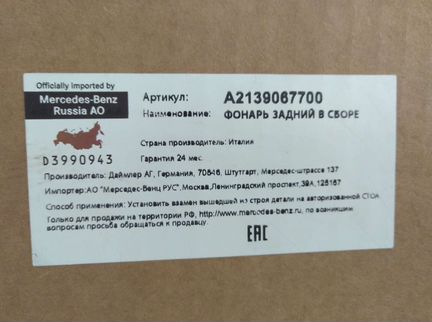 Officially imported by
Mercedes-Benz
Russia AO
D3990943
Артикул: A2139067700
Наименование: ФОНАРЬ ЗАДНИЙ В СБОРЕ
Страна производитель: Италия
Гарантия 24 мес.
Производитель: Даймлер АГ, Германия, 70546, Штутгарт, Мерседес-штрассе 137
Импортер:АО "Мерседес-Бенц РУС", Москва,Ленинградский проспект,39А,125167
Способ применения: Установить взамен вышедшей из строя детали на авторизованной СТОА
Только для продажи на территории РФ, http://www.mercedes-benz.ru, по возникшим
вопросам просьба обращаться к продавцу.
EAC